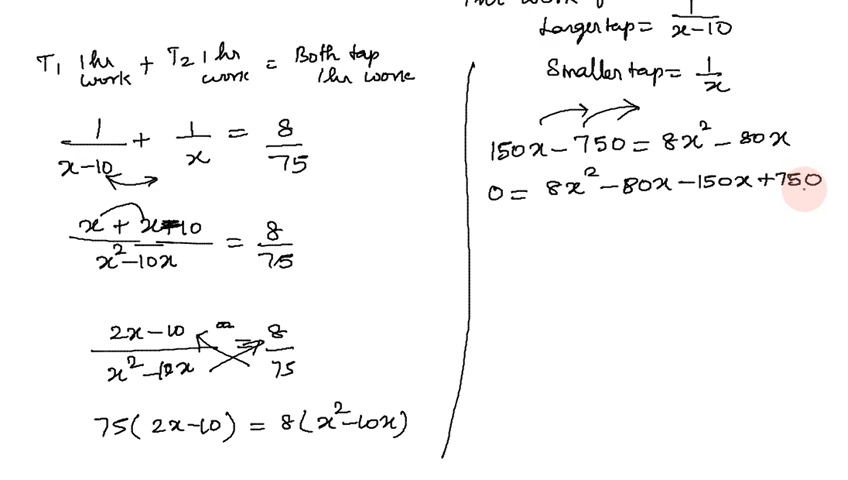 T1 1hr work + T2 1hr work = Both tap 1hr work
1/(x-10) + 1/x = 8/75
(x + x-10)/(x²-10x) = 8/75
(2x-10)/(x²-10x) = 8/75
75(2x-10) = 8(x²-10x)
Larger tap = 1/(x-10)
Smaller tap = 1/x
150x - 750 = 8x² - 80x
0 = 8x² - 80x - 150x + 750